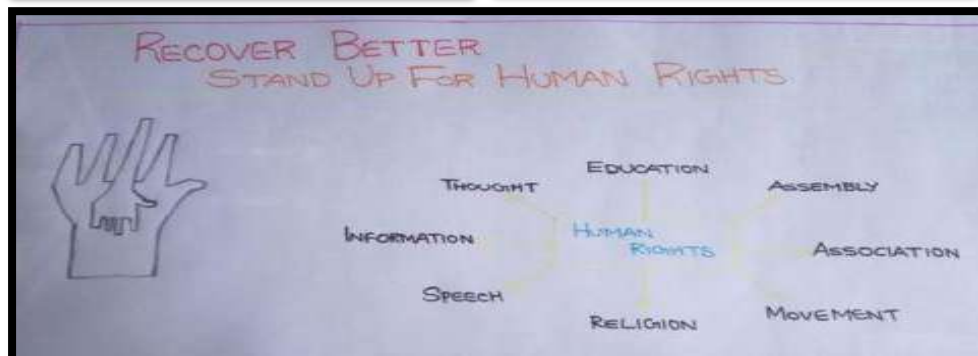 RECOVER BETTER
STAND UP FOR HUMAN RIGHTS
EDUCATION
THOUGHT
ASSEMBLY
INFORMATION
HUMAN
RIGHTS
ASSOCIATION
SPEECH
RELIGION
MOVEMENT